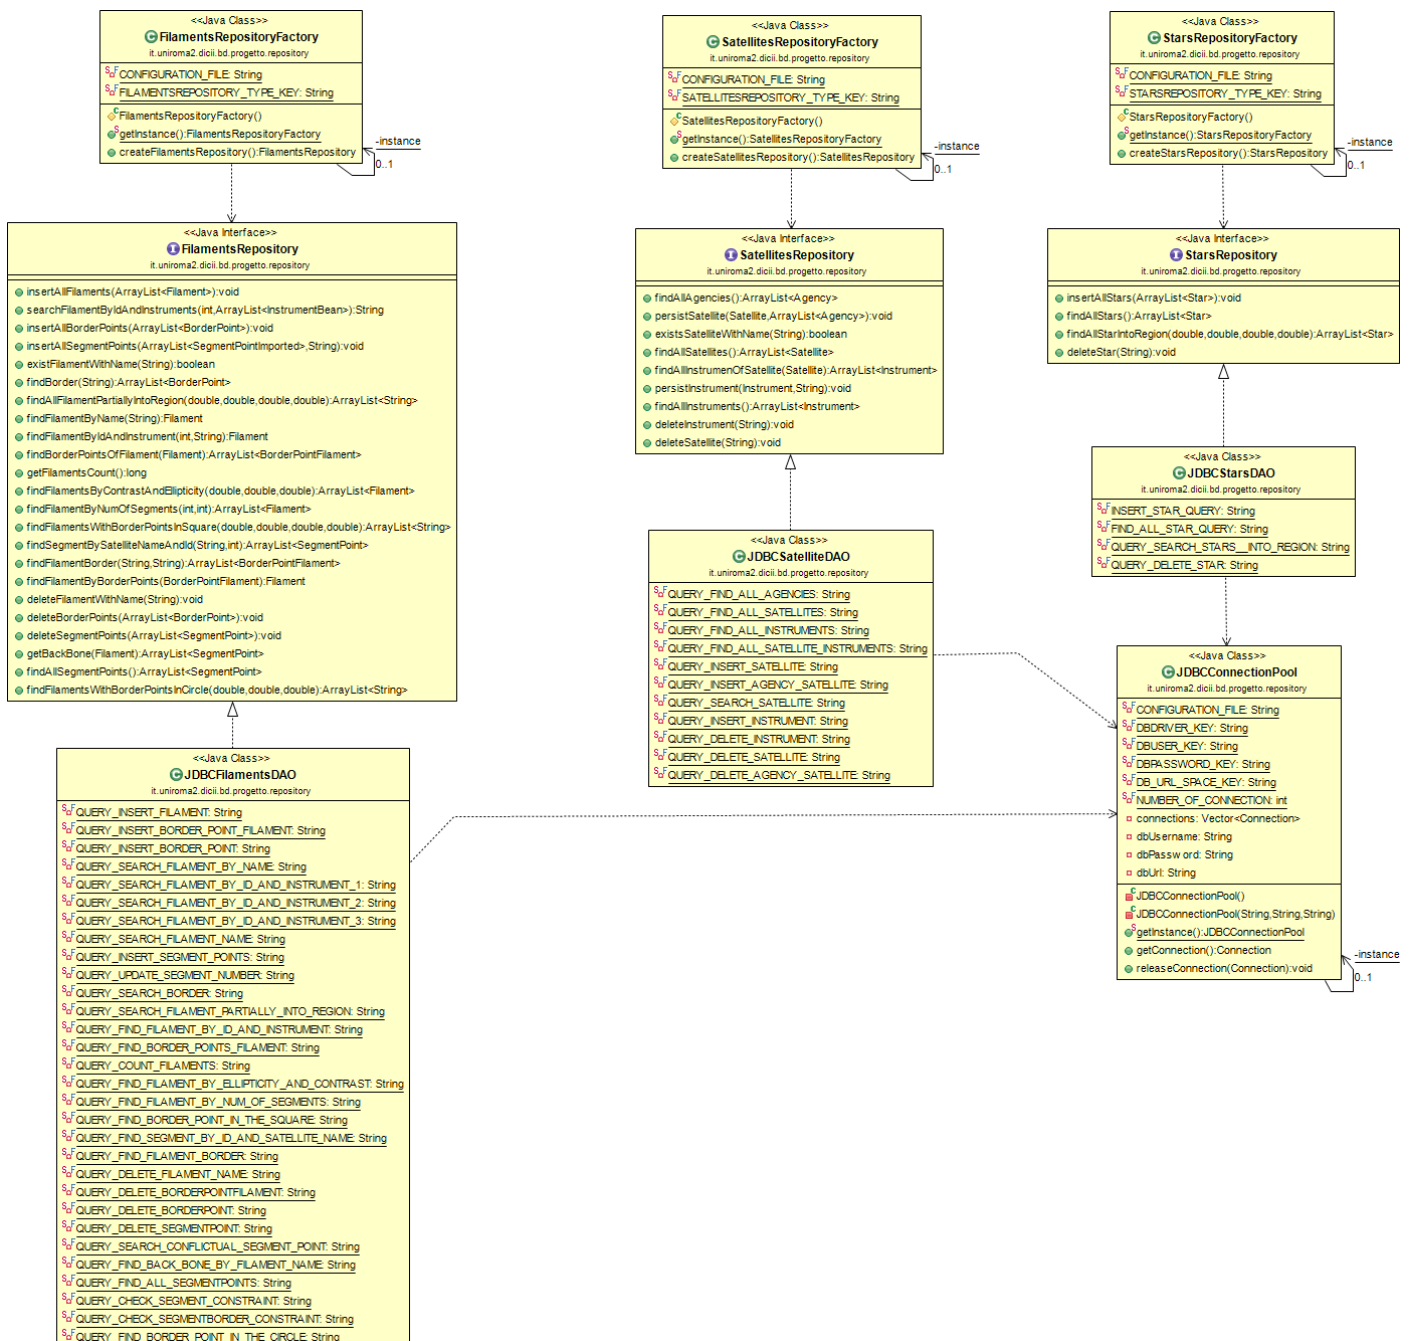 <<Java Class>>
FilamentsRepositoryFactory
it.uniroma2.dicii.bd.progetto.repository
CONFIGURATION_FILE: String
FILAMENTSREPOSITORY_TYPE_KEY: String
FilamentsRepositoryFactory()
getInstance():FilamentsRepositoryFactory
createFilamentsRepository():FilamentsRepository
-instance
0..1
<<Java Class>>
SatellitesRepositoryFactory
it.uniroma2.dicii.bd.progetto.repository
CONFIGURATION_FILE: String
SATELLITESREPOSITORY_TYPE_KEY: String
SatellitesRepositoryFactory()
getInstance():SatellitesRepositoryFactory
createSatellitesRepository():SatellitesRepository
-instance
0..1
<<Java Class>>
StarsRepositoryFactory
it.uniroma2.dicii.bd.progetto.repository
CONFIGURATION_FILE: String
STARSREPOSITORY_TYPE_KEY: String
StarsRepositoryFactory()
getInstance():StarsRepositoryFactory
createStarsRepository():StarsRepository
-instance
0..1
<<Java Interface>>
FilamentsRepository
it.uniroma2.dicii.bd.progetto.repository
insertAllFilaments(ArrayList<Filament>):void
searchFilamentByIdAndInstruments(int,ArrayList<InstrumentBean>):String
insertAllBorderPoints(ArrayList<BorderPoint>):void
insertAllSegmentPoints(ArrayList<SegmentPointImported>,String):void
existFilamentWithName(String):boolean
findBorder(String):ArrayList<BorderPoint>
findAllFilamentPartiallyIntoRegion(double,double,double,double):ArrayList<String>
findFilamentByName(String):Filament
findFilamentByIdAndInstrument(int,String):Filament
findBorderPointsOfFilament(Filament):ArrayList<BorderPointFilament>
getFilamentsCount():long
findFilamentsByContrastAndEllipticity(double,double,double):ArrayList<Filament>
findFilamentByNumOfSegments(int,int):ArrayList<Filament>
findFilamentsWithBorderPointsInSquare(double,double,double,double):ArrayList<String>
findSegmentBySatelliteNameAndId(String,int):ArrayList<SegmentPoint>
findFilamentBorder(String,String):ArrayList<BorderPointFilament>
findFilamentByBorderPoints(BorderPointFilament):Filament
deleteFilamentWithName(String):void
deleteBorderPoints(ArrayList<BorderPoint>):void
deleteSegmentPoints(ArrayList<SegmentPoint>):void
getBackBone(Filament):ArrayList<SegmentPoint>
findAllSegmentPoints():ArrayList<SegmentPoint>
findFilamentsWithBorderPointsInCircle(double,double,double):ArrayList<String>
<<Java Interface>>
SatellitesRepository
it.uniroma2.dicii.bd.progetto.repository
findAllAgencies():ArrayList<Agency>
persistSatellite(Satellite,ArrayList<Agency>):void
existsSatelliteWithName(String):boolean
findAllSatellites():ArrayList<Satellite>
findAllInstrumenOfSatellite(Satellite):ArrayList<Instrument>
persistInstrument(Instrument,String):void
findAllInstruments():ArrayList<Instrument>
deleteInstrument(String):void
deleteSatellite(String):void
<<Java Interface>>
StarsRepository
it.uniroma2.dicii.bd.progetto.repository
insertAllStars(ArrayList<Star>):void
findAllStars():ArrayList<Star>
findAllStarIntoRegion(double,double,double,double):ArrayList<Star>
deleteStar(String):void
<<Java Class>>
JDBCStarsDAO
it.uniroma2.dicii.bd.progetto.repository
INSERT_STAR_QUERY: String
FIND_ALL_STAR_QUERY: String
QUERY_SEARCH_STARS__INTO_REGION: String
QUERY_DELETE_STAR: String
<<Java Class>>
JDBCSatelliteDAO
it.uniroma2.dicii.bd.progetto.repository
QUERY_FIND_ALL_AGENCIES: String
QUERY_FIND_ALL_SATELLITES: String
QUERY_FIND_ALL_INSTRUMENTS: String
QUERY_FIND_ALL_SATELLITE_INSTRUMENTS: String
QUERY_INSERT_SATELLITE: String
QUERY_INSERT_AGENCY_SATELLITE: String
QUERY_SEARCH_SATELLITE: String
QUERY_INSERT_INSTRUMENT: String
QUERY_DELETE_INSTRUMENT: String
QUERY_DELETE_SATELLITE: String
QUERY_DELETE_AGENCY_SATELLITE: String
<<Java Class>>
JDBCConnectionPool
it.uniroma2.dicii.bd.progetto.repository
CONFIGURATION_FILE: String
DBDRIVER_KEY: String
DBUSER_KEY: String
DBPASSWORD_KEY: String
DB_URL_SPACE_KEY: String
NUMBER_OF_CONNECTION: int
connections: Vector<Connection>
dbUsername: String
dbPassword: String
dbUrl: String
JDBCConnectionPool()
JDBCConnectionPool(String,String,String)
getInstance():JDBCConnectionPool
getConnection():Connection
releaseConnection(Connection):void
-instance
0..1
<<Java Class>>
JDBCFilamentsDAO
it.uniroma2.dicii.bd.progetto.repository
QUERY_INSERT_FILAMENT: String
QUERY_INSERT_BORDER_POINT_FILAMENT: String
QUERY_INSERT_BORDER_POINT: String
QUERY_SEARCH_FILAMENT_BY_NAME: String
QUERY_SEARCH_FILAMENT_BY_ID_AND_INSTRUMENT_1: String
QUERY_SEARCH_FILAMENT_BY_ID_AND_INSTRUMENT_2: String
QUERY_SEARCH_FILAMENT_BY_ID_AND_INSTRUMENT_3: String
QUERY_SEARCH_FILAMENT_NAME: String
QUERY_INSERT_SEGMENT_POINTS: String
QUERY_UPDATE_SEGMENT_NUMBER: String
QUERY_SEARCH_BORDER: String
QUERY_SEARCH_FILAMENT_PARTIALLY_INTO_REGION: String
QUERY_FIND_FILAMENT_BY_ID_AND_INSTRUMENT: String
QUERY_FIND_BORDER_POINTS_FILAMENT: String
QUERY_COUNT_FILAMENTS: String
QUERY_FIND_FILAMENT_BY_ELLIPTICITY_AND_CONTRAST: String
QUERY_FIND_FILAMENT_BY_NUM_OF_SEGMENTS: String
QUERY_FIND_BORDER_POINT_IN_THE_SQUARE: String
QUERY_FIND_SEGMENT_BY_ID_AND_SATELLITE_NAME: String
QUERY_FIND_FILAMENT_BORDER: String
QUERY_DELETE_FILAMENT_NAME: String
QUERY_DELETE_BORDERPOINTFILAMENT: String
QUERY_DELETE_BORDERPOINT: String
QUERY_DELETE_SEGMENTPOINT: String
QUERY_SEARCH_CONFLICTUAL_SEGMENT_POINT: String
QUERY_FIND_BACK_BONE_BY_FILAMENT_NAME: String
QUERY_FIND_ALL_SEGMENTPOINTS: String
QUERY_CHECK_SEGMENT_CONSTRAINT: String
QUERY_CHECK_SEGMENTBORDER_CONSTRAINT: String
QUERY_FIND_BORDER_POINT_IN_THE_CIRCLE: String